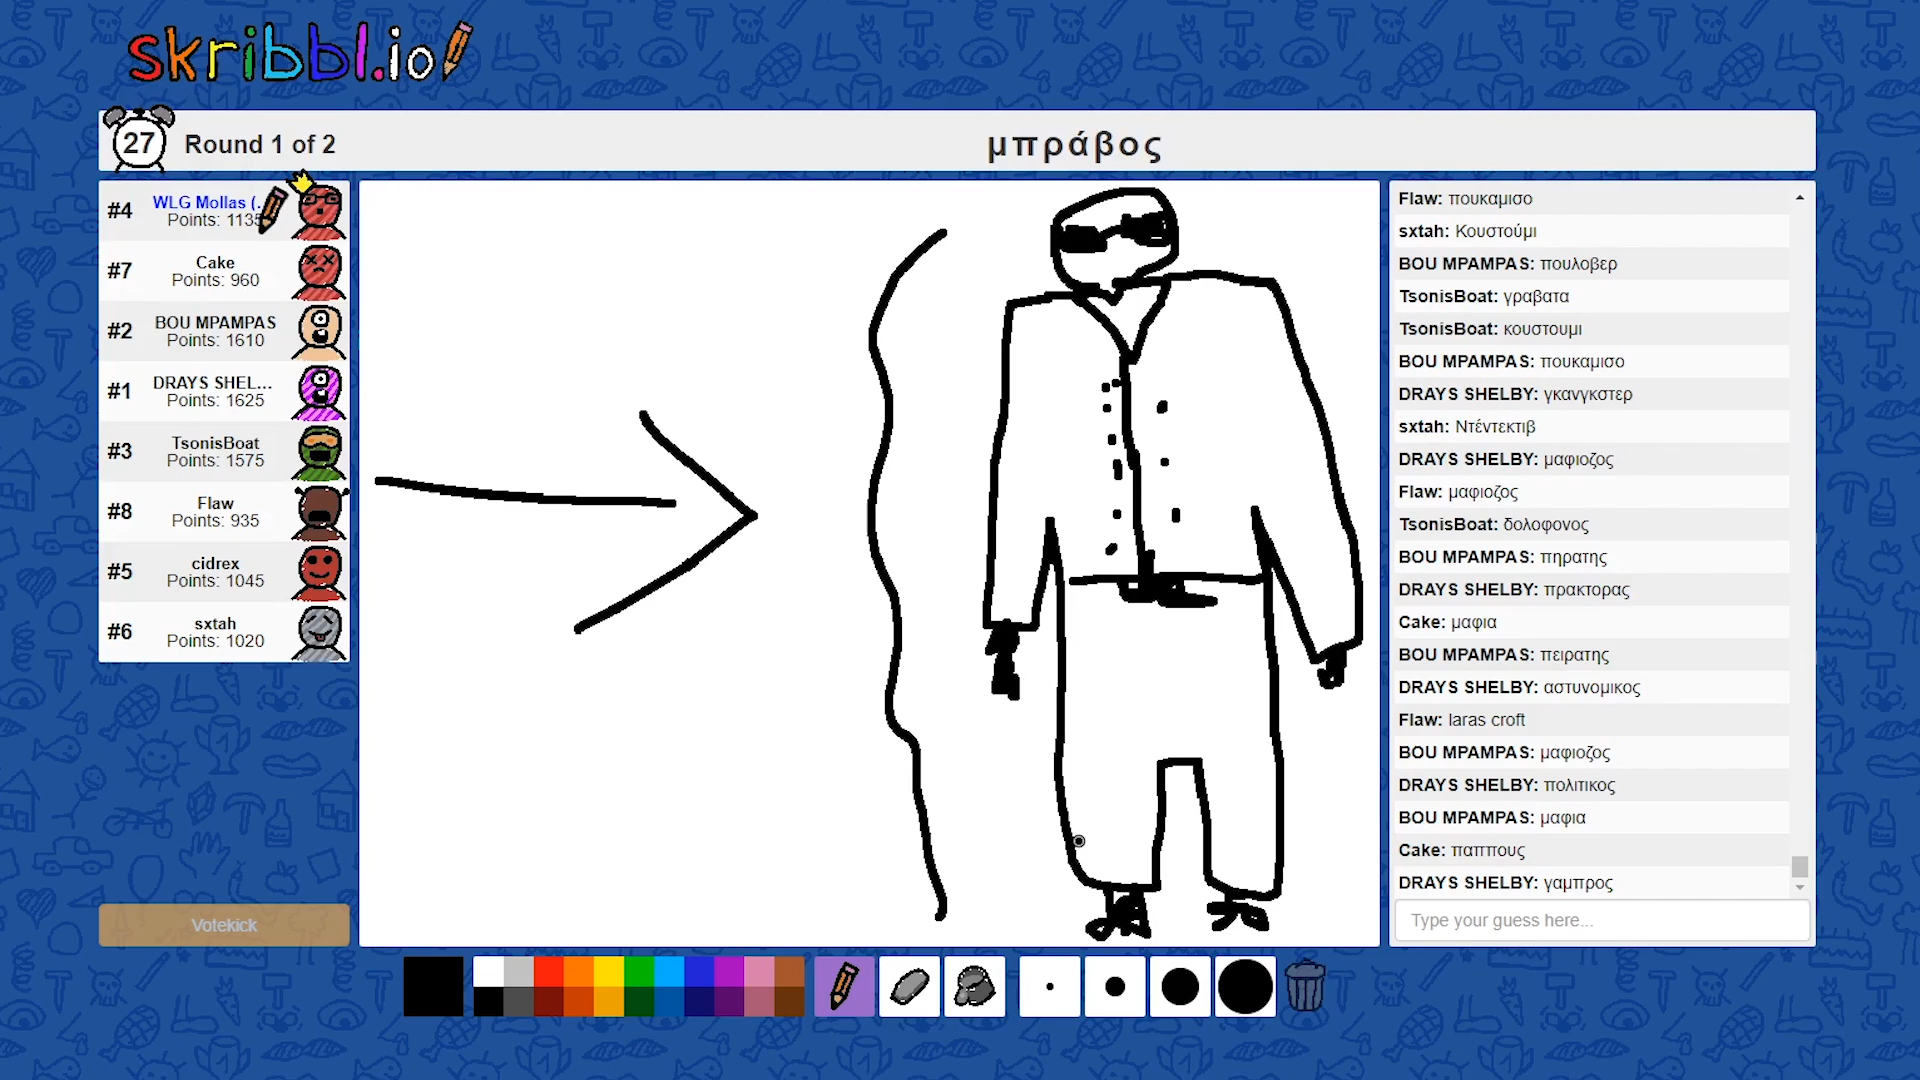 skribbl.io
27
Round 1 of 2
μπράβος
#4
WLG Mollas (.
Points: 1135
#7
Cake
Points: 960
#2
BOU MPAMPAS
Points: 1610
#1
DRAYS SHEL...
Points: 1625
#3
TsonisBoat
Points: 1575
#8
Flaw
Points: 935
#5
cidrex
Points: 1045
#6
sxtah
Points: 1020
Votekick
Flaw: πουκαμισο
sxtah: Κουστούμι
BOU MPAMPAS: πουλοβερ
TsonisBoat: γραβατα
TsonisBoat: κουστουμι
BOU MPAMPAS: πουκαμισο
DRAYS SHELBY: γκανγκστερ
sxtah: Ντέντεκτιβ
DRAYS SHELBY: μαφιοζος
Flaw: μαφιοζος
TsonisBoat: δολοφονος
BOU MPAMPAS: πηρατης
DRAYS SHELBY: πρακτορας
Cake: μαφια
BOU MPAMPAS: πειρατης
DRAYS SHELBY: αστυνομικος
Flaw: laras croft
BOU MPAMPAS: μαφιοζος
DRAYS SHELBY: πολιτικος
BOU MPAMPAS: μαφια
Cake: παππους
DRAYS SHELBY: γαμπρος
Type your guess here...